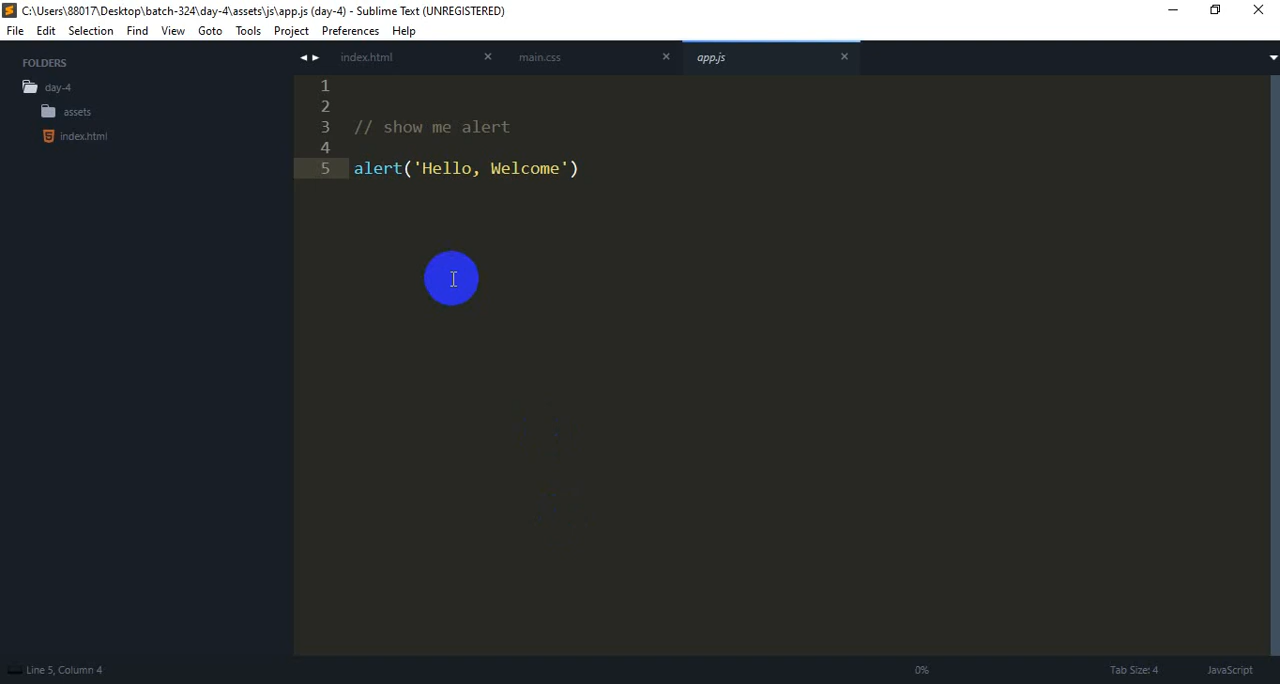 C:\Users\88017\Desktop\batch-324\day-4\assets\js\app.js (day-4) - Sublime Text (UNREGISTERED)
File Edit Selection Find View Goto Tools Project Preferences Help
FOLDERS
day-4
assets
index.html
index.html main.css app.js
1
2
3 // show me alert
4
5 alert('Hello, Welcome')
Line 5, Column 4 0% Tab Size: 4 JavaScript